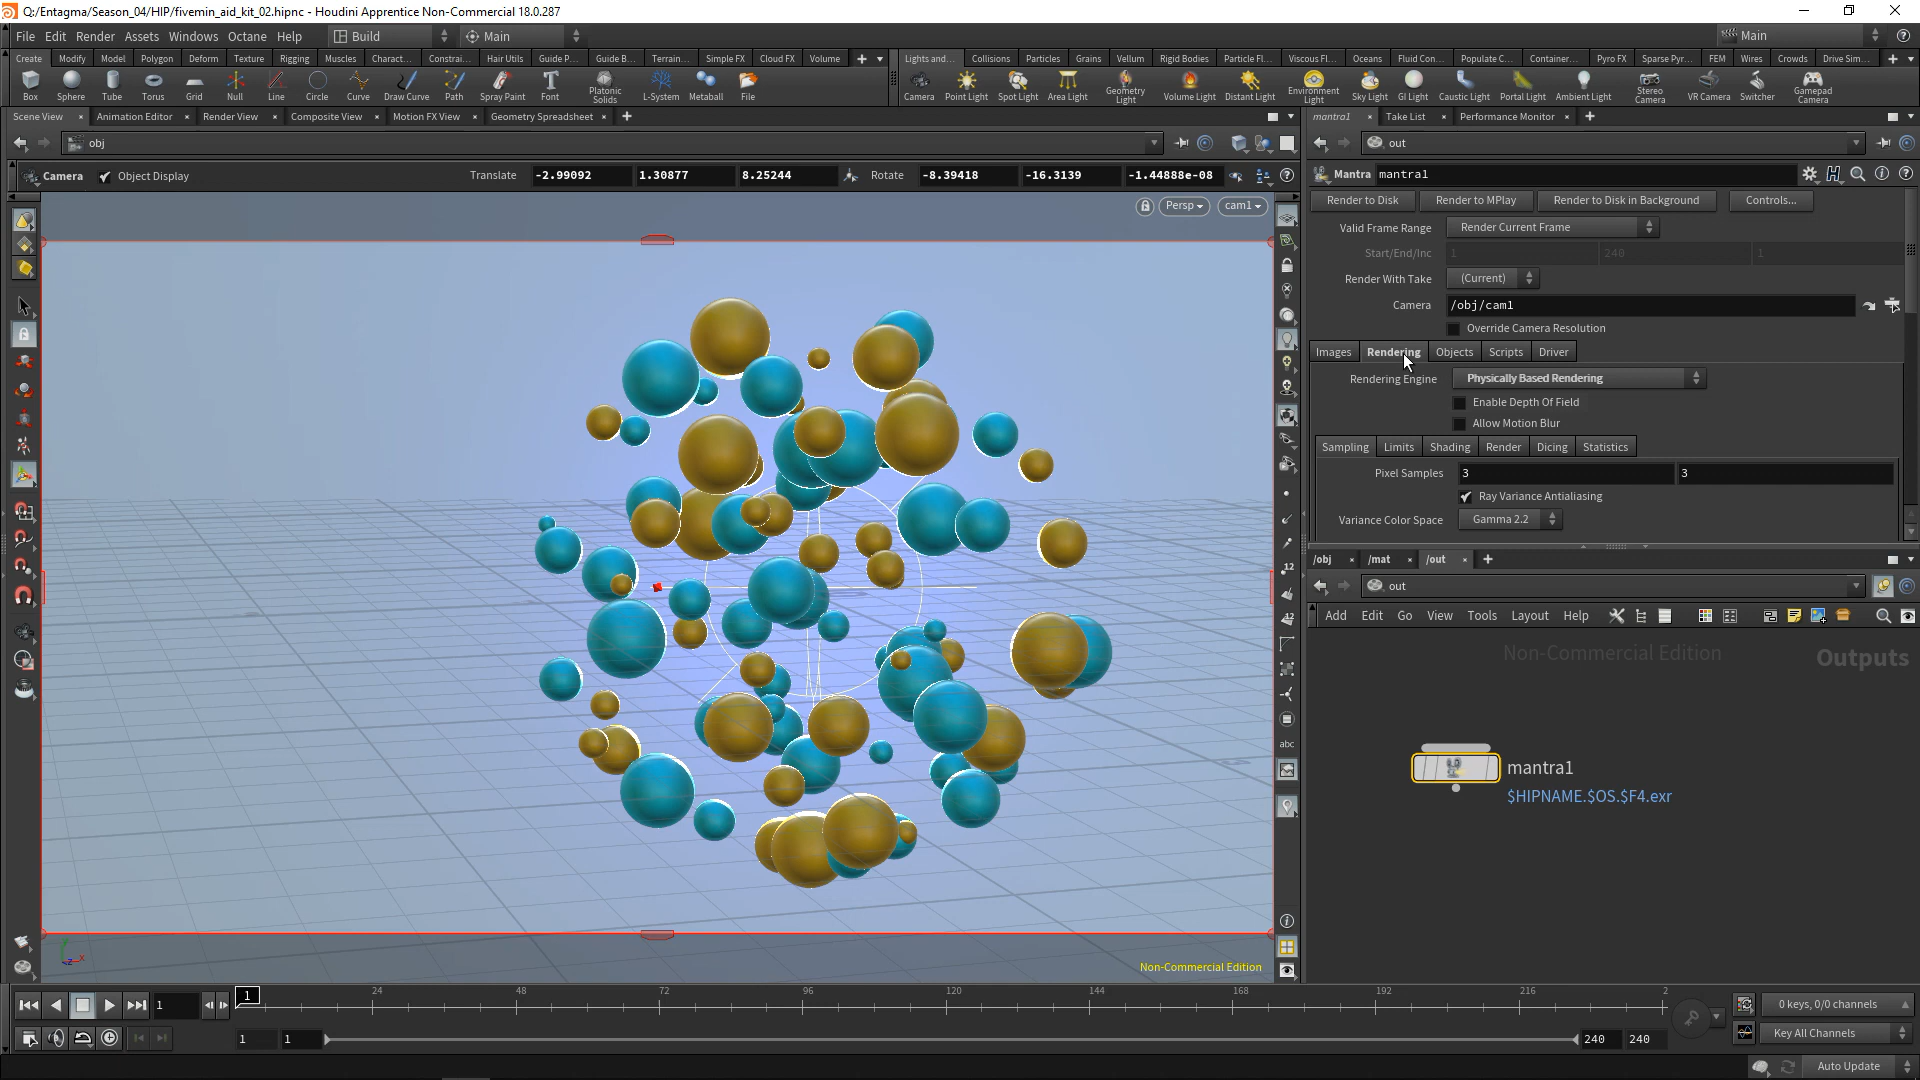 Q:/Entagma/Season_04/HIP/fivemin_aid_kit_02.hipnc - Houdini Apprentice Non-Commercial 18.0.287
File Edit Render Assets Windows Octane Help Build Main Main
Create Modify Model Polygon Deform Texture Rigging Muscles Charact... Constrai... Hair Utils Guide P... Guide B... Terrain... Simple FX Cloud FX Volume
Lights and... Collisions Particles Grains Vellum Rigid Bodies Particle Fl... Viscous Fl... Oceans Fluid Con... Populate C... Container... Pyro FX Sparse Pyr... FEM Wires Crowds Drive Sim...
Box Sphere Tube Torus Grid Null Line Circle Curve Draw Curve Path Spray Paint Font Platonic Solids L-System Metaball File
Camera Point Light Spot Light Area Light Geometry Light Volume Light Distant Light Environment Light Sky Light GI Light Caustic Light Portal Light Ambient Light Stereo Camera VR Camera Switcher Gamepad Camera
Scene View Animation Editor Render View Composite View Motion FX View Geometry Spreadsheet
obj
Camera Object Display Translate -2.99092 1.30877 8.25244 Rotate -8.39418 -16.3139 -1.44888e-08
Persp cam1
12
42
abc
Non-Commercial Edition
mantra1 Take List Performance Monitor
out
Mantra mantra1
Render to Disk Render to MPlay Render to Disk in Background Controls...
Valid Frame Range Render Current Frame
Start/End/Inc 1 240 1
Render With Take (Current)
Camera /obj/cam1
Override Camera Resolution
Images Rendering Objects Scripts Driver
Rendering Engine Physically Based Rendering
Enable Depth Of Field
Allow Motion Blur
Sampling Limits Shading Render Dicing Statistics
Pixel Samples 3 3
Ray Variance Antialiasing
Variance Color Space Gamma 2.2
/obj /mat /out
out
Add Edit Go View Tools Layout Help
Non-Commercial Edition Outputs
mantra1
$HIPNAME.$OS.$F4.exr
1 1 24 48 72 96 120 144 168 192 216 2
0 keys, 0/0 channels
1 1 240 240
Key All Channels
Auto Update